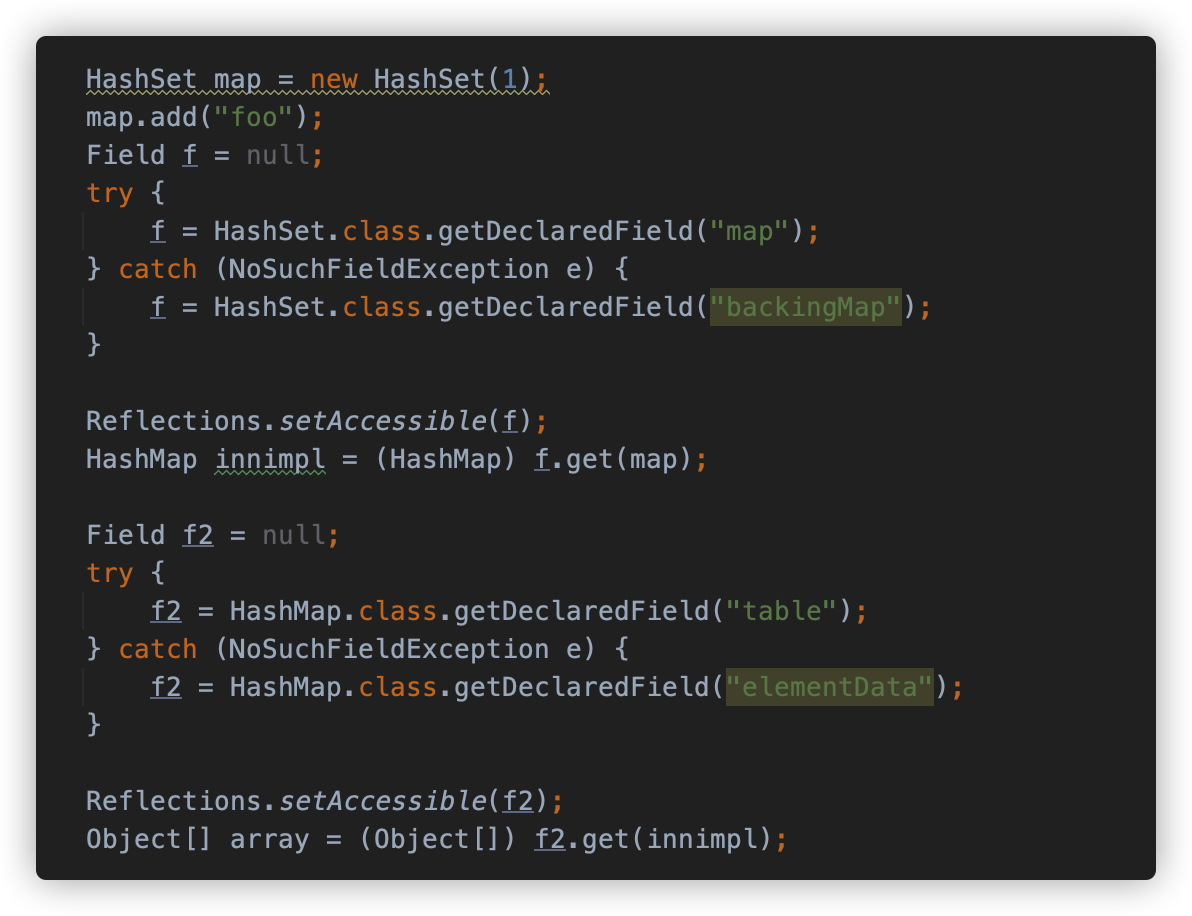 HashSet map = new HashSet(1);
map.add("foo");
Field f = null;
try {
    f = HashSet.class.getDeclaredField("map");
} catch (NoSuchFieldException e) {
    f = HashSet.class.getDeclaredField("backingMap");
}

Reflections.setAccessible(f);
HashMap innimpl = (HashMap) f.get(map);

Field f2 = null;
try {
    f2 = HashMap.class.getDeclaredField("table");
} catch (NoSuchFieldException e) {
    f2 = HashMap.class.getDeclaredField("elementData");
}

Reflections.setAccessible(f2);
Object[] array = (Object[]) f2.get(innimpl);